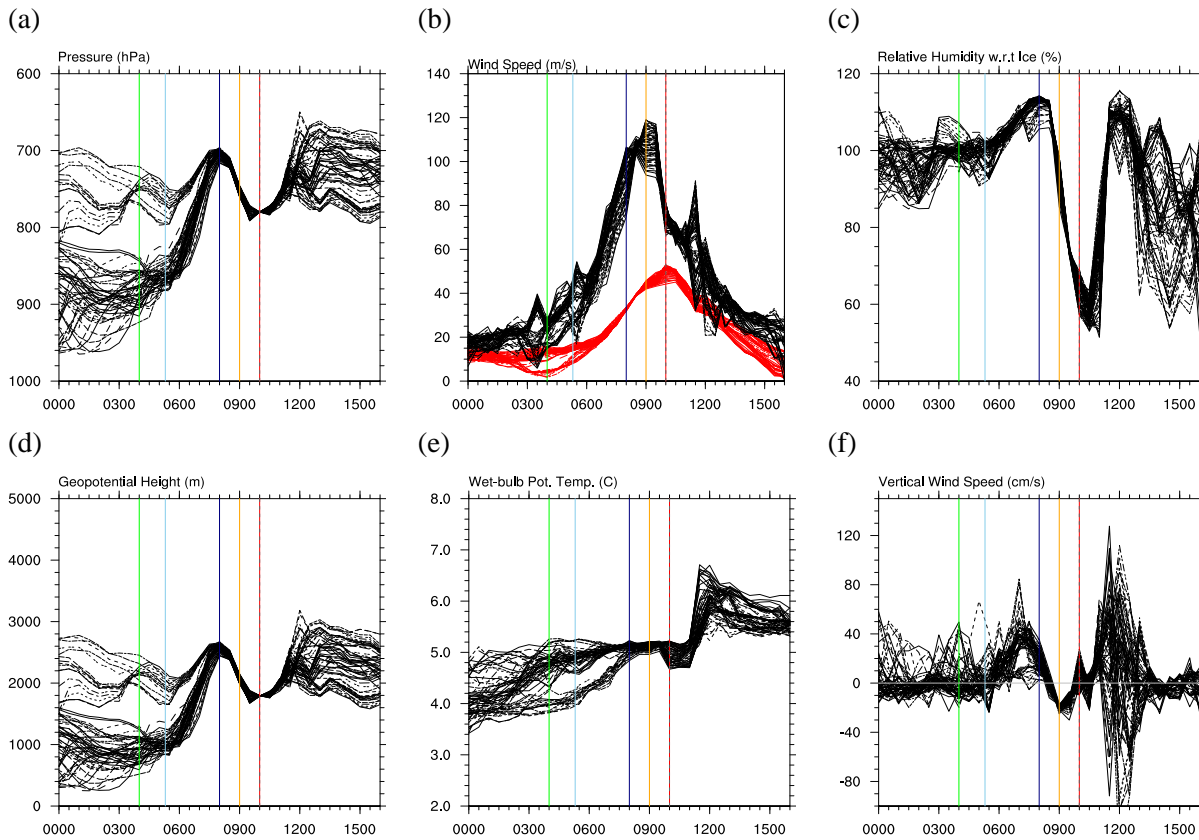 (a)
(b)
(c)
Pressure (hPa)
600
700
800
900
1000
0000 0300 0600 0900 1200 1500
Wind Speed (m/s)
140
120
100
80
60
40
20
0
0000 0300 0600 0900 1200 1500
Relative Humidity w.r.t Ice (%)
120
100
80
60
40
0000 0300 0600 0900 1200 1500
(d)
(e)
(f)
Geopotential Height (m)
5000
4000
3000
2000
1000
0
0000 0300 0600 0900 1200 1500
Wet-bulb Pot. Temp. (C)
8.0
7.0
6.0
5.0
4.0
3.0
2.0
0000 0300 0600 0900 1200 1500
Vertical Wind Speed (cm/s)
120
80
40
0
-40
-80
0000 0300 0600 0900 1200 1500